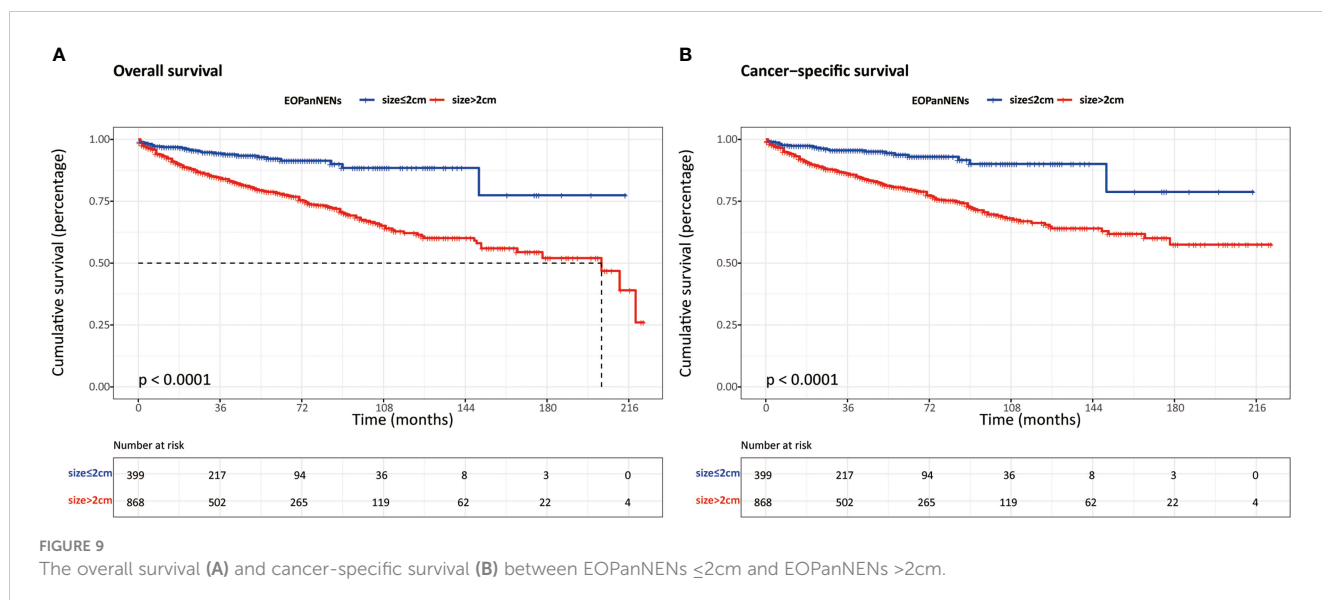 A
Overall survival
EOPanNENs size≤2cm size>2cm
Cumulative survival (percentage)
1.00
0.75
0.50
0.25
0.00
p < 0.0001
0 36 72 108 144 180 216
Time (months)
Number at risk
size≤2cm 399 217 94 36 8 3 0
size>2cm 868 502 265 119 62 22 4
B
Cancer–specific survival
EOPanNENs size≤2cm size>2cm
Cumulative survival (percentage)
1.00
0.75
0.50
0.25
0.00
p < 0.0001
0 36 72 108 144 180 216
Time (months)
Number at risk
size≤2cm 399 217 94 36 8 3 0
size>2cm 868 502 265 119 62 22 4
FIGURE 9
The overall survival (A) and cancer-specific survival (B) between EOPanNENs ≤2cm and EOPanNENs >2cm.